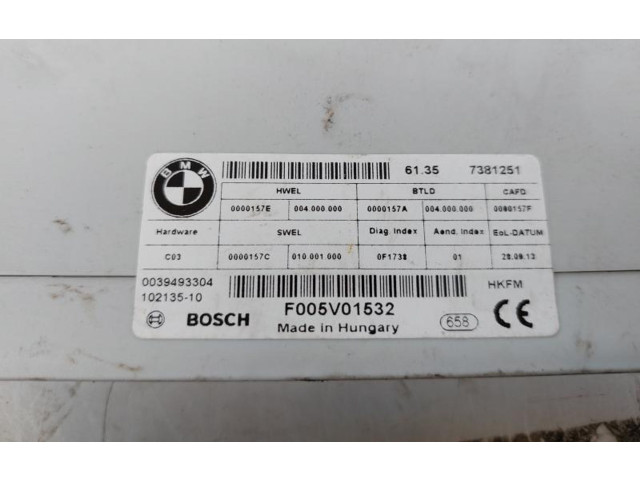 BMW
61.35 7381251
HWEL BTLD CAFD
0000157E 004.000.000 0000157A 004.000.000 0000157F
Hardware SWEL Diag. Index Aend. Index EoL-DATUM
C03 0000157C 010.001.000 0F1738 01 28.09.13
0039493304 HKFM
102135-10
BOSCH F005V01532 658 CE
Made in Hungary